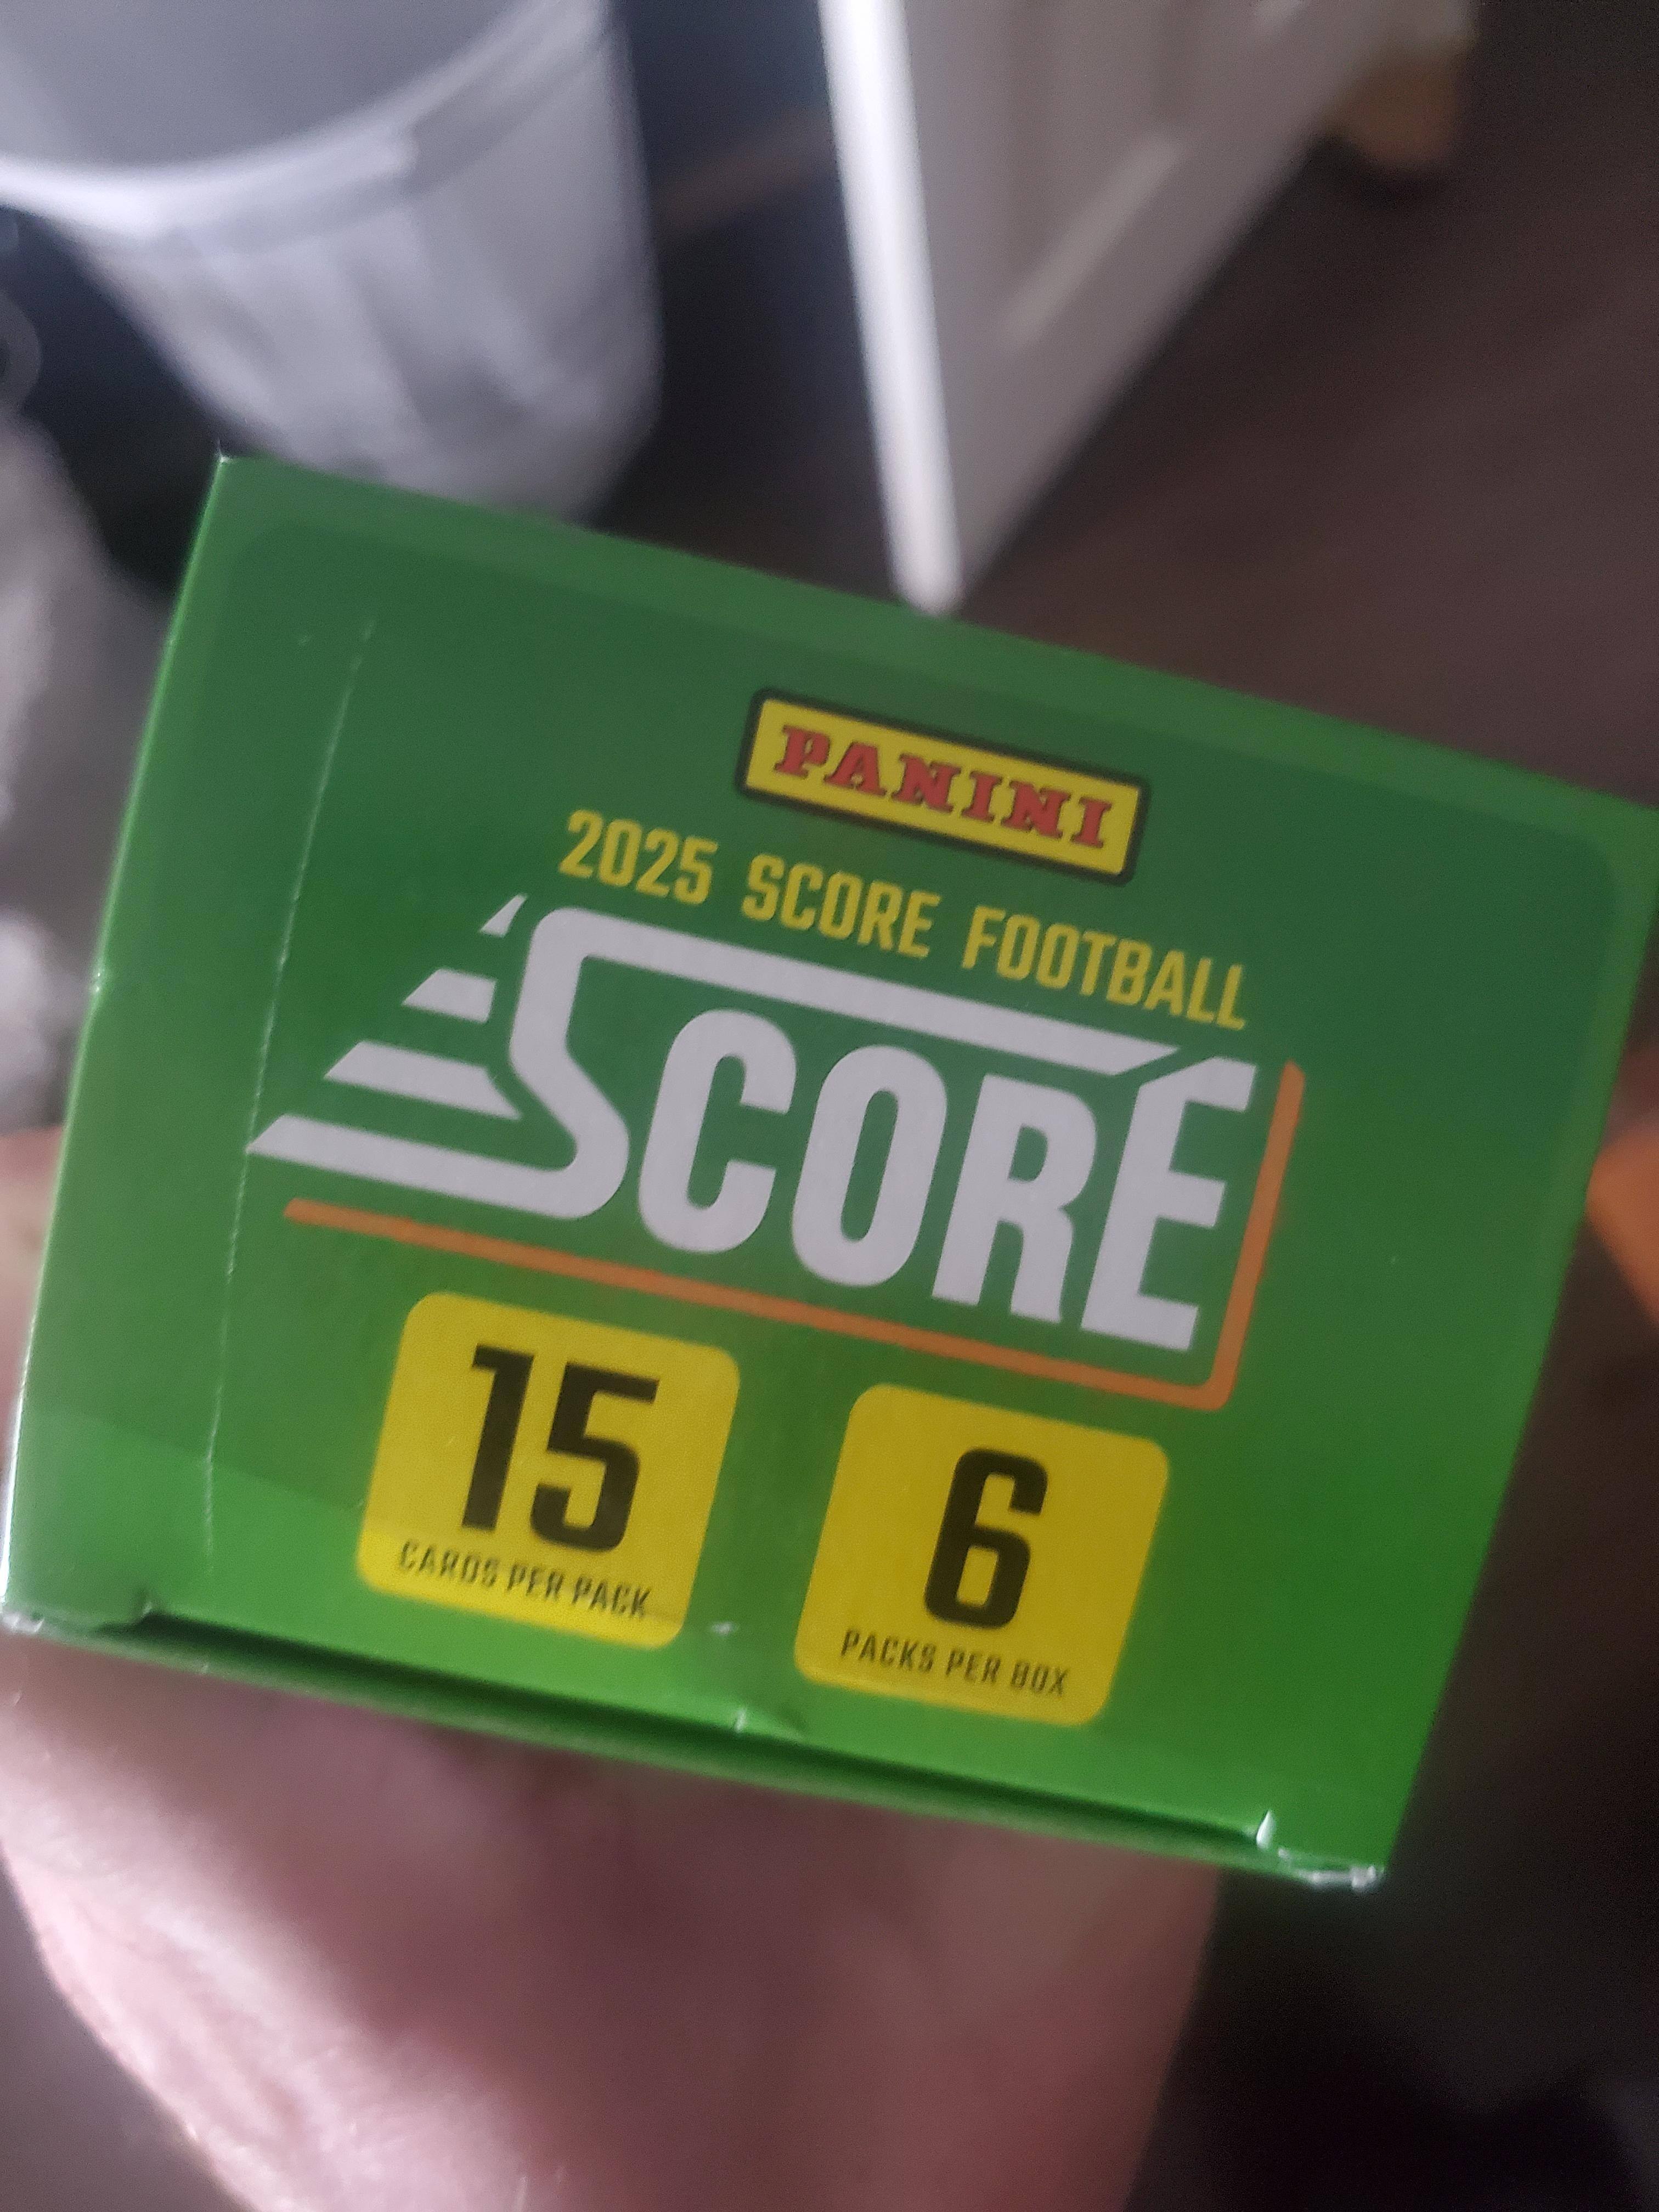 PANINI
2025 SCORE FOOTBALL
SCORE
15
CARDS PER PACK
6
PACKS PER BOX